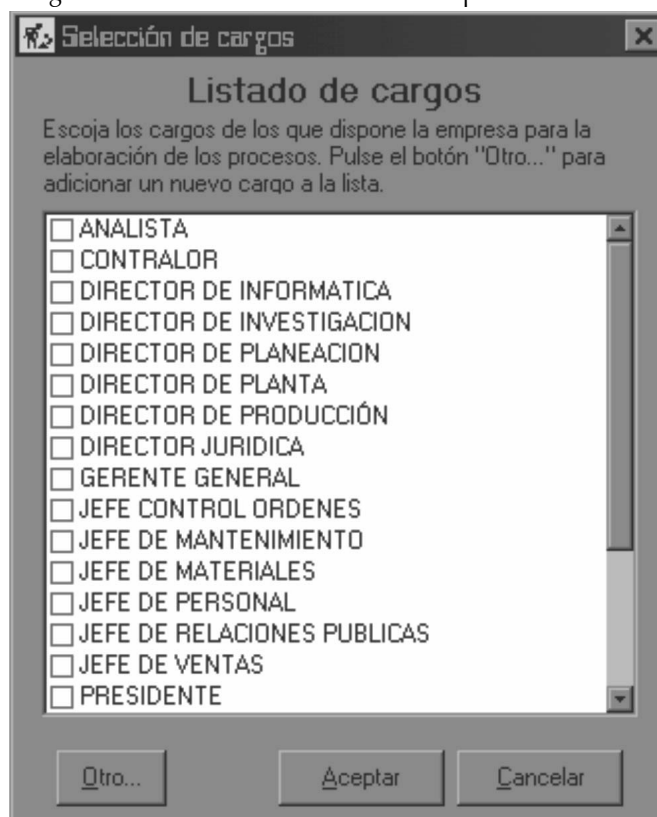 Selección de cargos
Listado de cargos
Escoja los cargos de los que dispone la empresa para la
elaboración de los procesos. Pulse el botón "Otro..." para
adicionar un nuevo cargo a la lista.
ANALISTA
CONTRALOR
DIRECTOR DE INFORMATICA
DIRECTOR DE INVESTIGACION
DIRECTOR DE PLANEACION
DIRECTOR DE PLANTA
DIRECTOR DE PRODUCCIÓN
DIRECTOR JURIDICA
GERENTE GENERAL
JEFE CONTROL ORDENES
JEFE DE MANTENIMIENTO
JEFE DE MATERIALES
JEFE DE PERSONAL
JEFE DE RELACIONES PUBLICAS
JEFE DE VENTAS
PRESIDENTE
Otro... Aceptar Cancelar